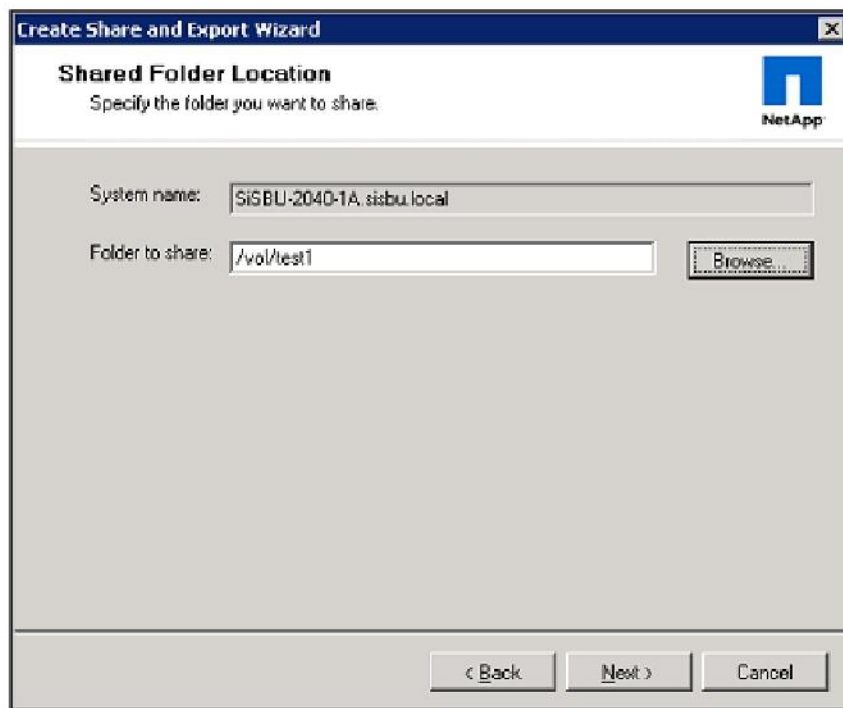 Create Share and Export Wizard
Shared Folder Location
Specify the folder you want to share.
NetApp
System name: SiSBU-2040-1A.sisbu.local
Folder to share: /vol/test1 Browse...
< Back Next > Cancel